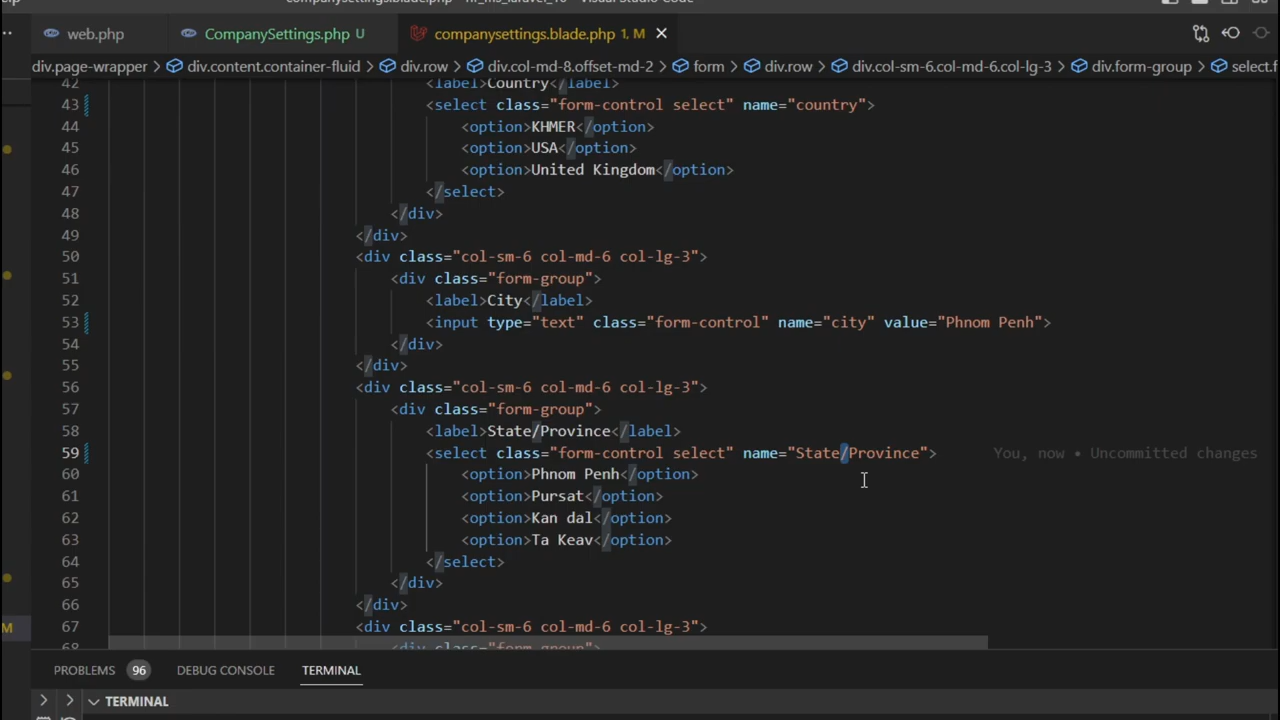 web.php
CompanySettings.php U
companysettings.blade.php 1, M
div.page-wrapper > div.content.container-fluid > div.row > div.col-md-8.offset-md-2 > form > div.row > div.col-sm-6.col-md-6.col-lg-3 > div.form-group > select.f
42 <label>Country</label>
43 <select class="form-control select" name="country">
44 <option>KHMER</option>
45 <option>USA</option>
46 <option>United Kingdom</option>
47 </select>
48 </div>
49 </div>
50 <div class="col-sm-6 col-md-6 col-lg-3">
51 <div class="form-group">
52 <label>City</label>
53 <input type="text" class="form-control" name="city" value="Phnom Penh">
54 </div>
55 </div>
56 <div class="col-sm-6 col-md-6 col-lg-3">
57 <div class="form-group">
58 <label>State/Province</label>
59 <select class="form-control select" name="State/Province"> You, now • Uncommitted changes
60 <option>Phnom Penh</option>
61 <option>Pursat</option>
62 <option>Kan dal</option>
63 <option>Ta Keav</option>
64 </select>
65 </div>
66 </div>
67 <div class="col-sm-6 col-md-6 col-lg-3">
68 <div class="form-group">
M
PROBLEMS 96 DEBUG CONSOLE TERMINAL
TERMINAL